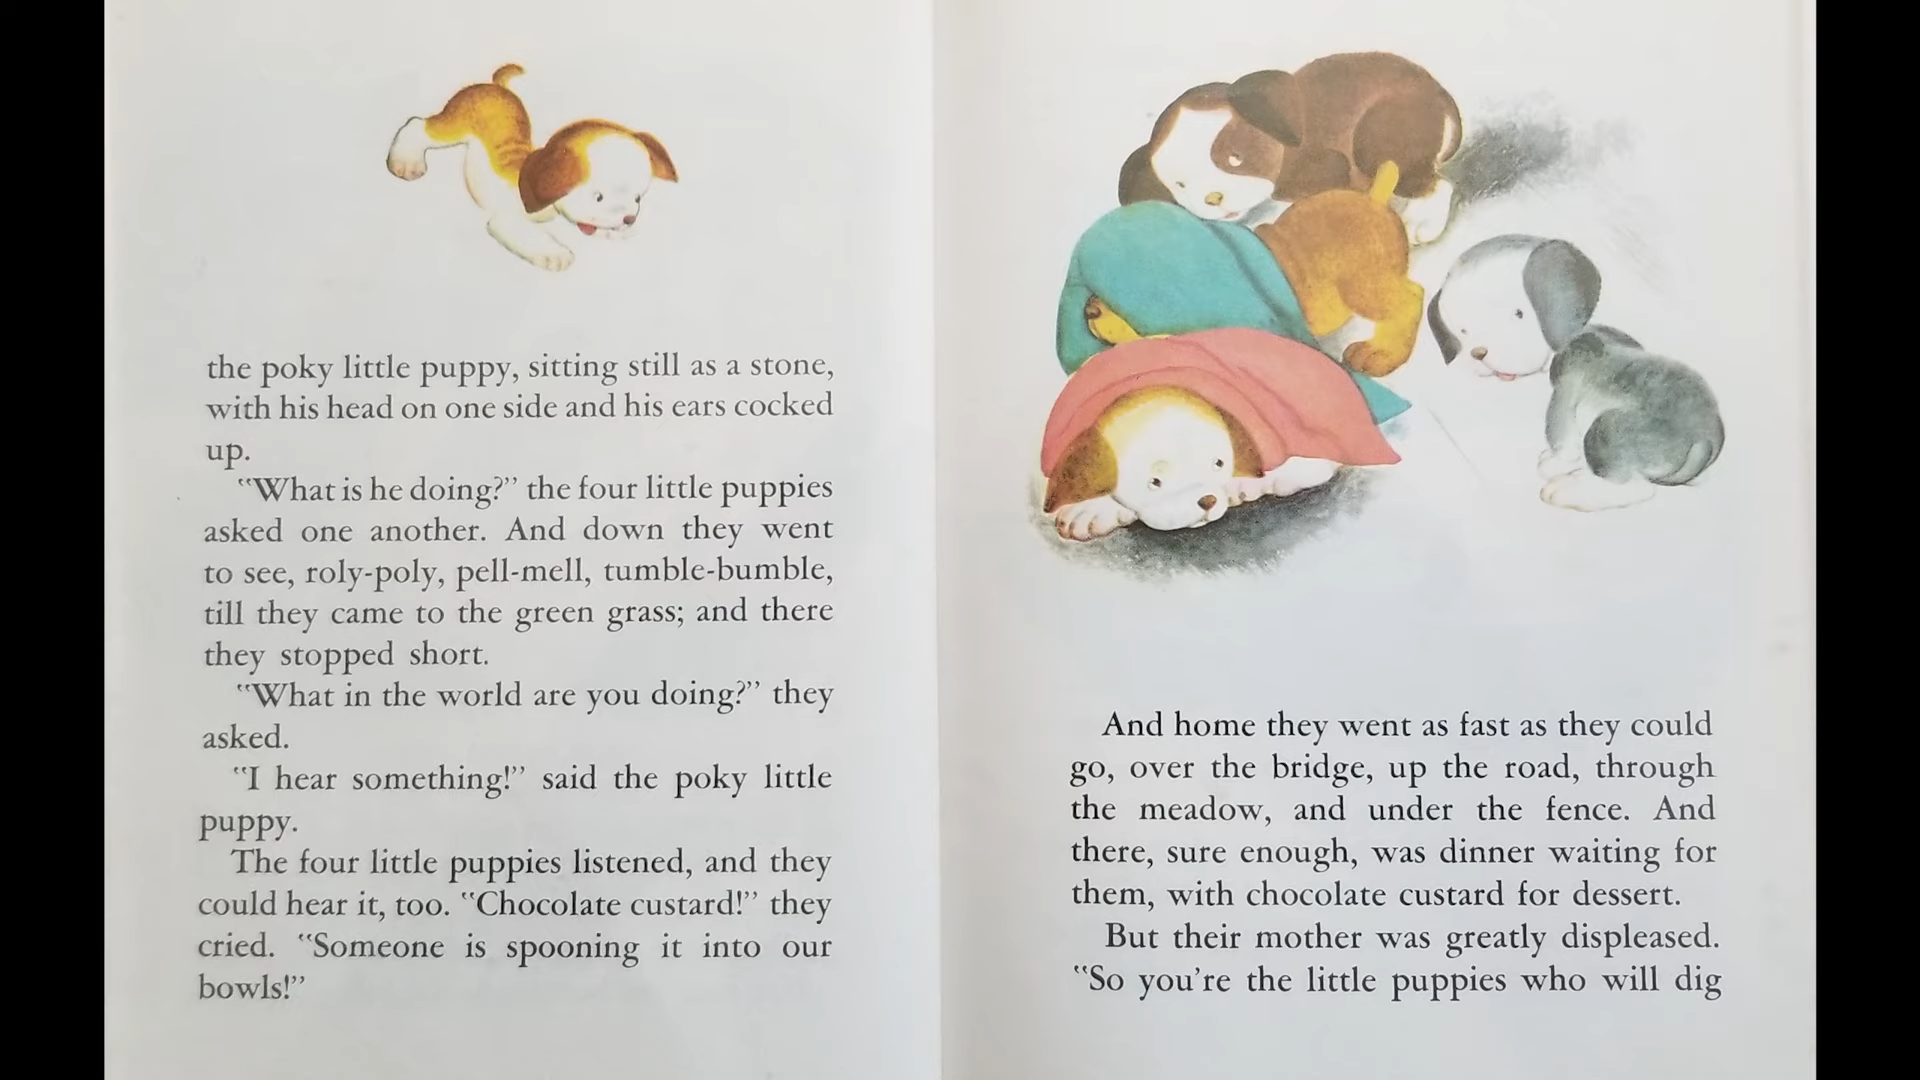 the poky little puppy, sitting still as a stone,
with his head on one side and his ears cocked
up.
"What is he doing?" the four little puppies
asked one another. And down they went
to see, roly-poly, pell-mell, tumble-bumble,
till they came to the green grass; and there
they stopped short.
"What in the world are you doing?" they
asked.
"I hear something!" said the poky little
puppy.
The four little puppies listened, and they
could hear it, too. "Chocolate custard!" they
cried. "Someone is spooning it into our
bowls!"
And home they went as fast as they could
go, over the bridge, up the road, through
the meadow, and under the fence. And
there, sure enough, was dinner waiting for
them, with chocolate custard for dessert.
But their mother was greatly displeased.
"So you're the little puppies who will dig